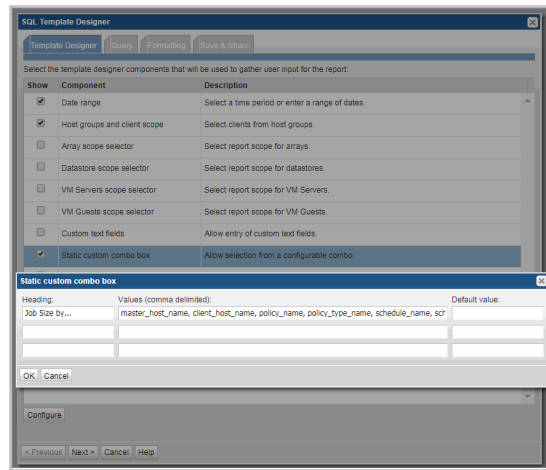 SQL Template Designer
Template Designer Query Formatting Save & Share
Select the template designer components that will be used to gather user input for the report:
Show Component Description
Date range Select a time period or enter a range of dates.
Host groups and client scope Select clients from host groups.
Array scope selector Select report scope for arrays.
Datastore scope selector Select report scope for datastores.
VM Servers scope selector Select report scope for VM Servers.
VM Guests scope selector Select report scope for VM Guests.
Custom text fields Allow entry of custom text fields.
Static custom combo box Allow selection from a configurable combo.
Static custom combo box
Heading: Values (comma delimited): Default value:
Job Size by... master_host_name, client_host_name, policy_name, policy_type_name, schedule_name, sch
OK Cancel
Configure
< Previous Next > Cancel Help